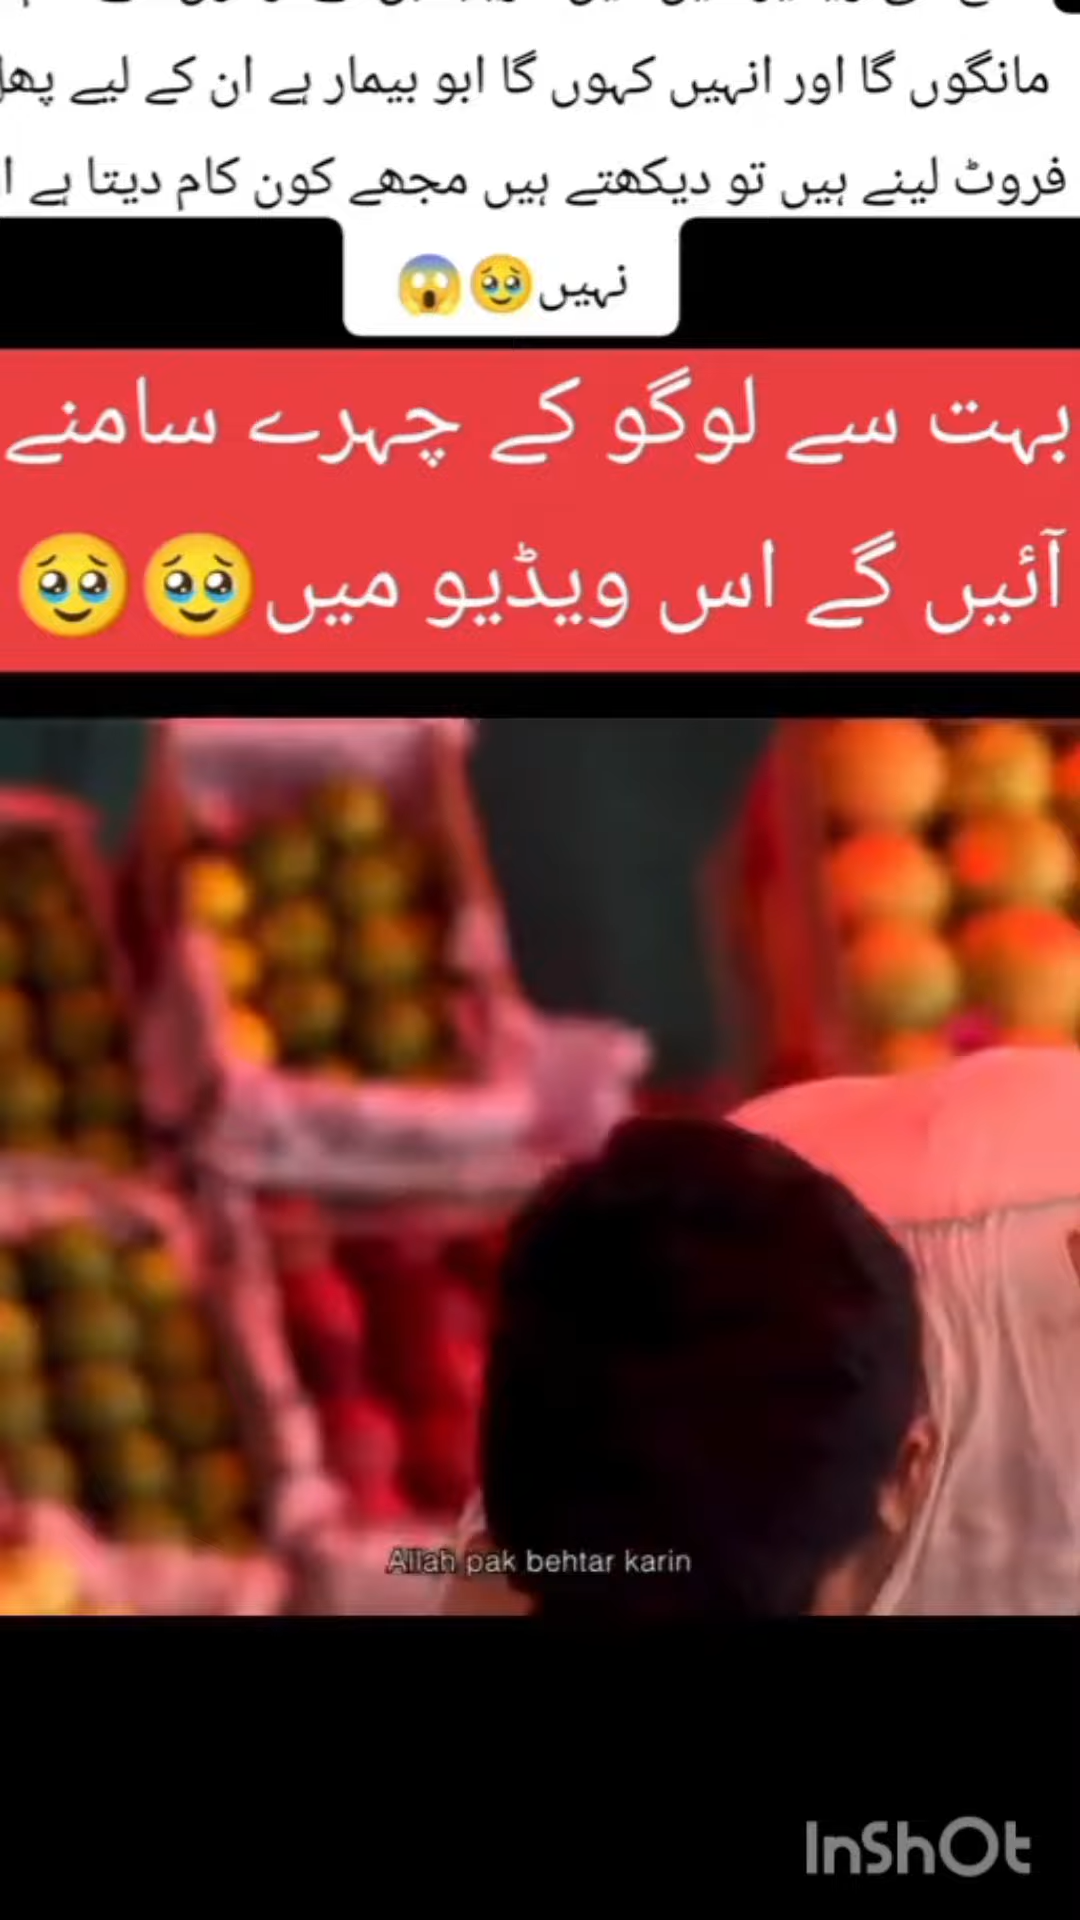 مانگوں گا اور انہیں کہوں گا ابو بیمار ہے ان کے لیے پھل
فروٹ لینے ہیں تو دیکھتے ہیں مجھے کون کام دیتا ہے
نہیں🥹😱
بہت سے لوگو کے چہرے سامنے
آئیں گے اس ویڈیو میں🥹🥹
Allah pak behtar karin
InShOt